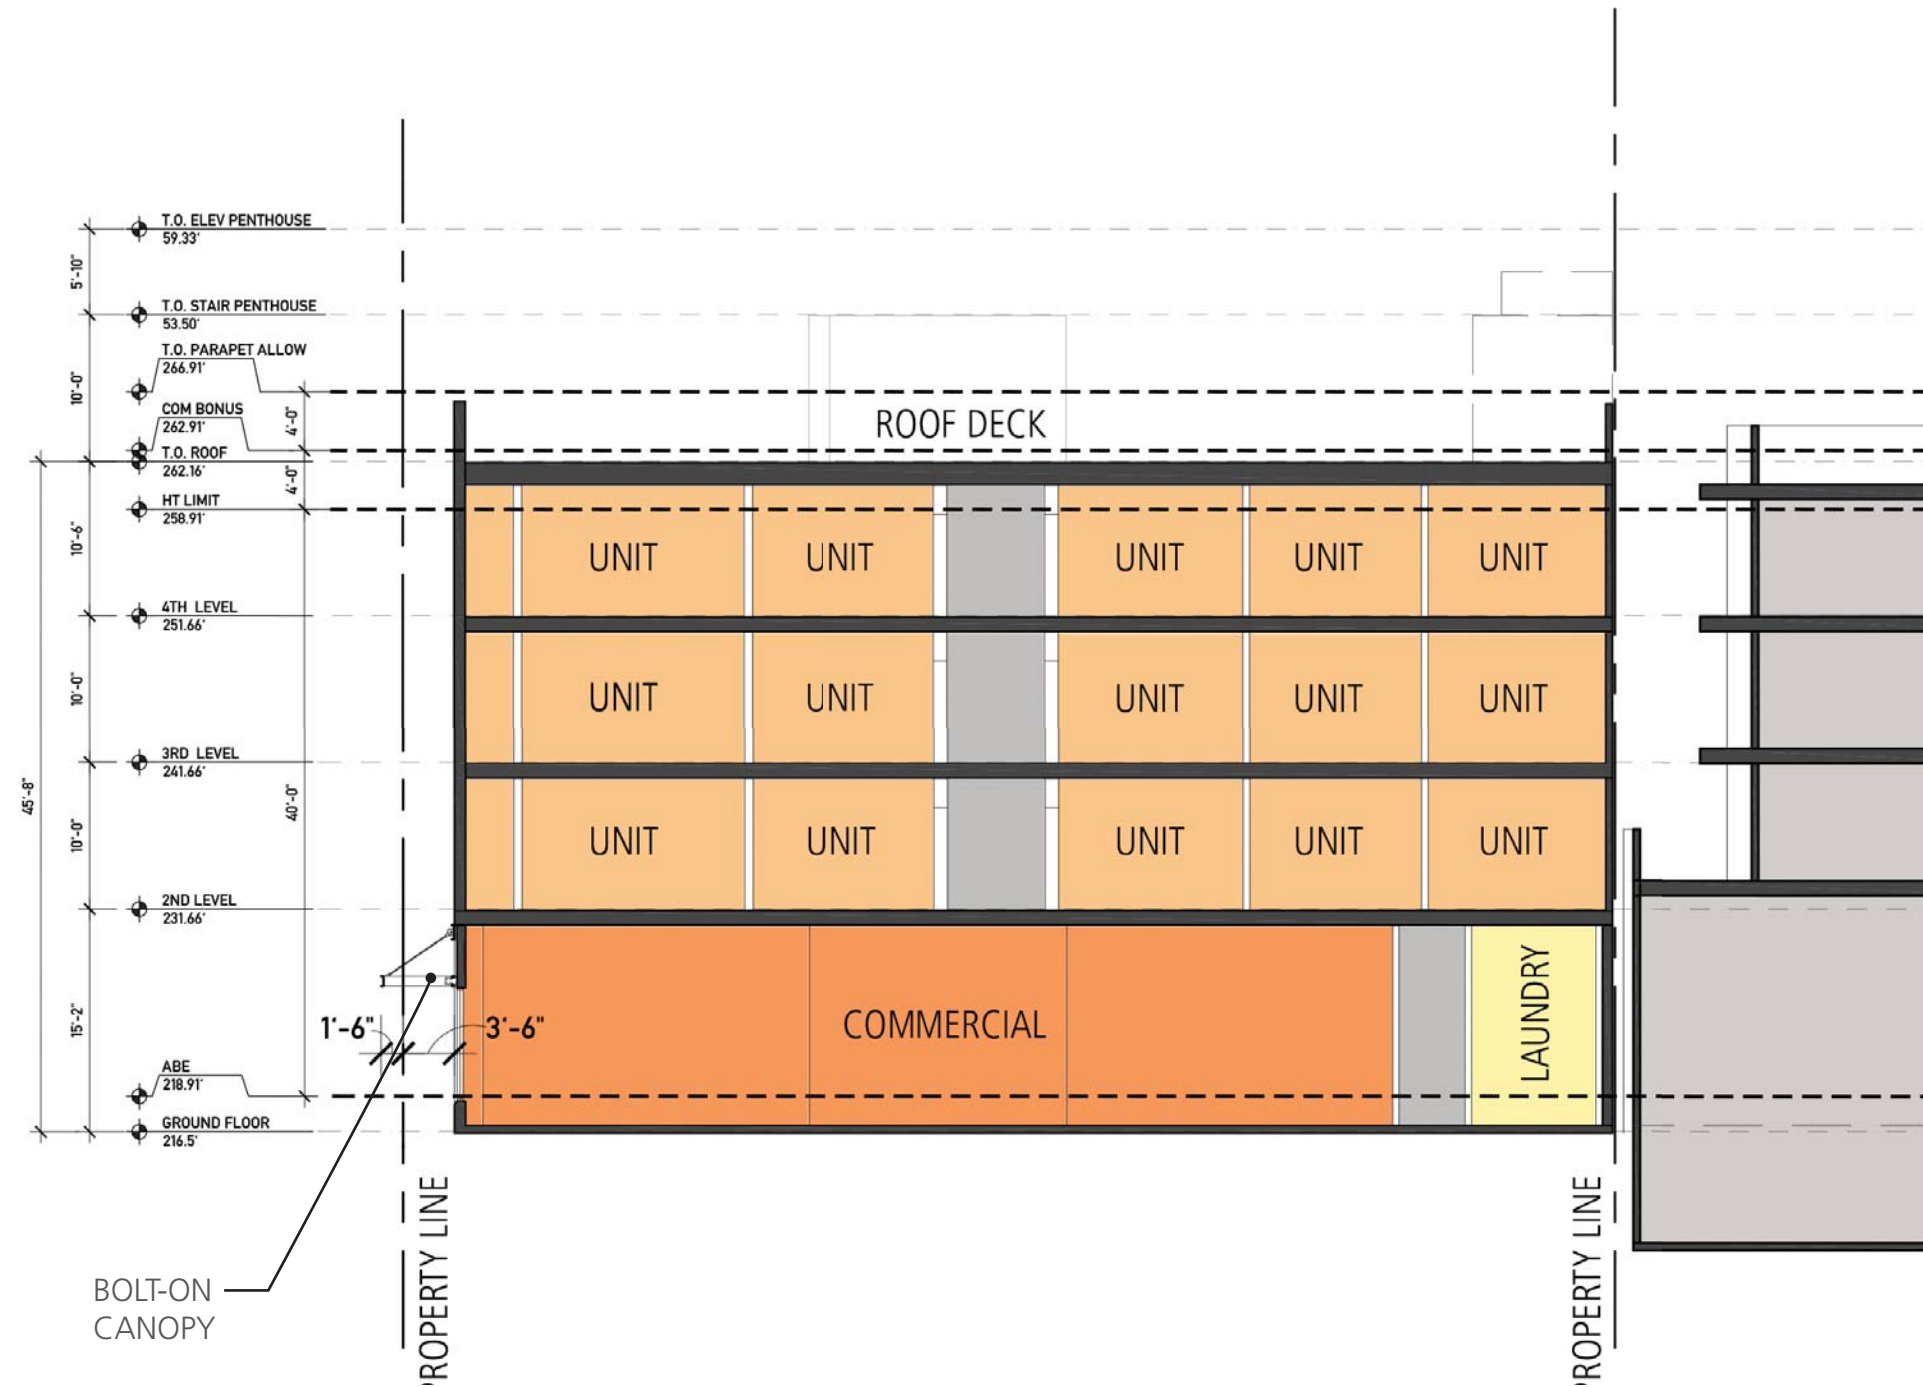 T.O. ELEV PENTHOUSE
59.33'
5'-10"
T.O. STAIR PENTHOUSE
53.50'
T.O. PARAPET ALLOW
266.91'
10'-0"
COM BONUS
262.91'
4'-0"
ROOF DECK
T.O. ROOF
262.16'
4'-0"
HT LIMIT
258.91'
10'-6"
UNIT UNIT UNIT UNIT UNIT
4TH LEVEL
251.66'
10'-0"
UNIT UNIT UNIT UNIT UNIT
3RD LEVEL
241.66'
45'-8"
40'-0"
10'-0"
UNIT UNIT UNIT UNIT UNIT
2ND LEVEL
231.66'
15'-2"
1'-6" 3'-6"
COMMERCIAL
LAUNDRY
ABE
218.91'
GROUND FLOOR
216.5'
PROPERTY LINE
PROPERTY LINE
BOLT-ON
CANOPY